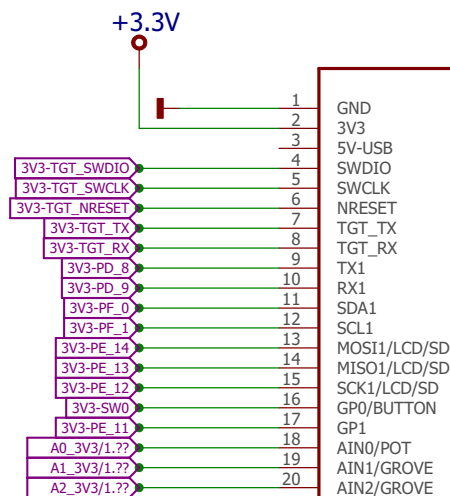 +3.3V
1 GND
2 3V3
3 5V-USB
3V3-TGT_SWDIO 4 SWDIO
3V3-TGT_SWCLK 5 SWCLK
3V3-TGT_NRESET 6 NRESET
3V3-TGT_TX 7 TGT_TX
3V3-TGT_RX 8 TGT_RX
3V3-PD_8 9 TX1
3V3-PD_9 10 RX1
3V3-PF_0 11 SDA1
3V3-PF_1 12 SCL1
3V3-PE_14 13 MOSI1/LCD/SD
3V3-PE_13 14 MISO1/LCD/SD
3V3-PE_12 15 SCK1/LCD/SD
3V3-SW0 16 GP0/BUTTON
3V3-PE_11 17 GP1
A0_3V3/1.?? 18 AIN0/POT
A1_3V3/1.?? 19 AIN1/GROVE
A2_3V3/1.?? 20 AIN2/GROVE